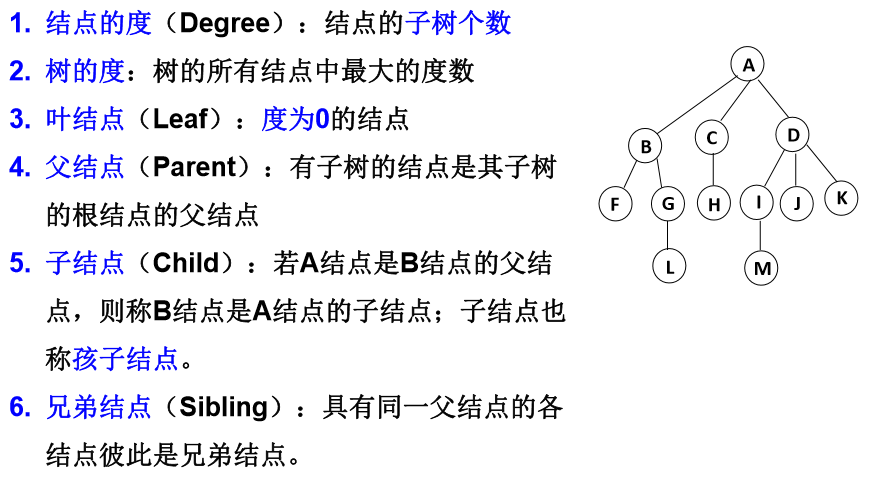 1. 结点的度（Degree）：结点的子树个数
2. 树的度：树的所有结点中最大的度数
3. 叶结点（Leaf）：度为0的结点
4. 父结点（Parent）：有子树的结点是其子树
的根结点的父结点
5. 子结点（Child）：若A结点是B结点的父结
点，则称B结点是A结点的子结点；子结点也
称孩子结点。
6. 兄弟结点（Sibling）：具有同一父结点的各
结点彼此是兄弟结点。
A
B C D
F G H I J K
L M